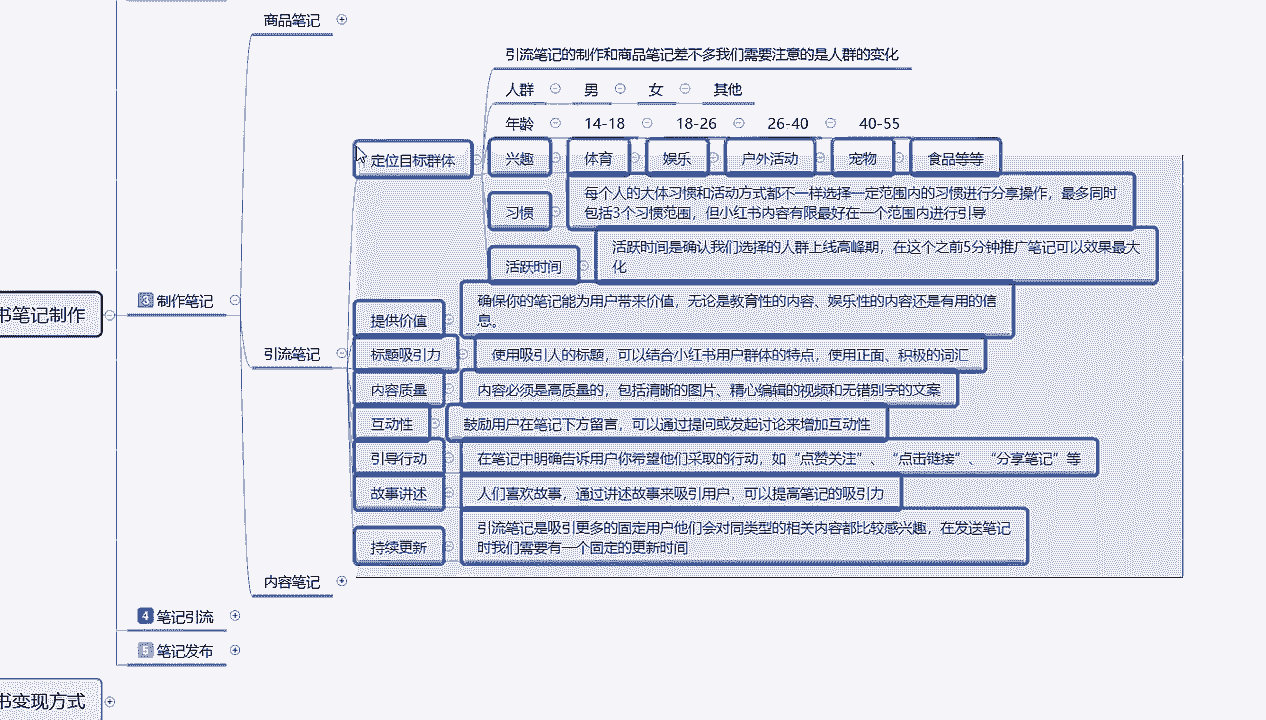 商品笔记
引流笔记的制作和商品笔记差不多我们需要注意的是人群的变化
人群 男 女 其他
年龄 14-18 18-26 26-40 40-55
定位目标群体
兴趣 体育 娱乐 户外活动 宠物 食品等等
习惯
每个人的大体习惯和活动方式都不一样选择一定范围内的习惯进行分享操作，最多同时
包括3个习惯范围，但小红书内容有限最好在一个范围内进行引导
活跃时间
活跃时间是确认我们选择的人群上线高峰期，在这个之前5分钟推广笔记可以效果最大
化
书笔记制作
3 制作笔记
引流笔记
提供价值
确保你的笔记能为用户带来价值，无论是教育性的内容、娱乐性的内容还是有用的信
息。
标题吸引力 使用吸引人的标题，可以结合小红书用户群体的特点，使用正面、积极的词汇
内容质量 内容必须是高质量的，包括清晰的图片、精心编辑的视频和无错别字的文案
互动性 鼓励用户在笔记下方留言，可以通过提问或发起讨论来增加互动性
引导行动 在笔记中明确告诉用户你希望他们采取的行动，如“点赞关注”、“点击链接”、“分享笔记”等
故事讲述 人们喜欢故事，通过讲述故事来吸引用户，可以提高笔记的吸引力
持续更新
引流笔记是吸引更多的固定用户他们会对同类型的相关内容都比较感兴趣，在发送笔记
时我们需要有一个固定的更新时间
内容笔记
4 笔记引流
5 笔记发布
书变现方式